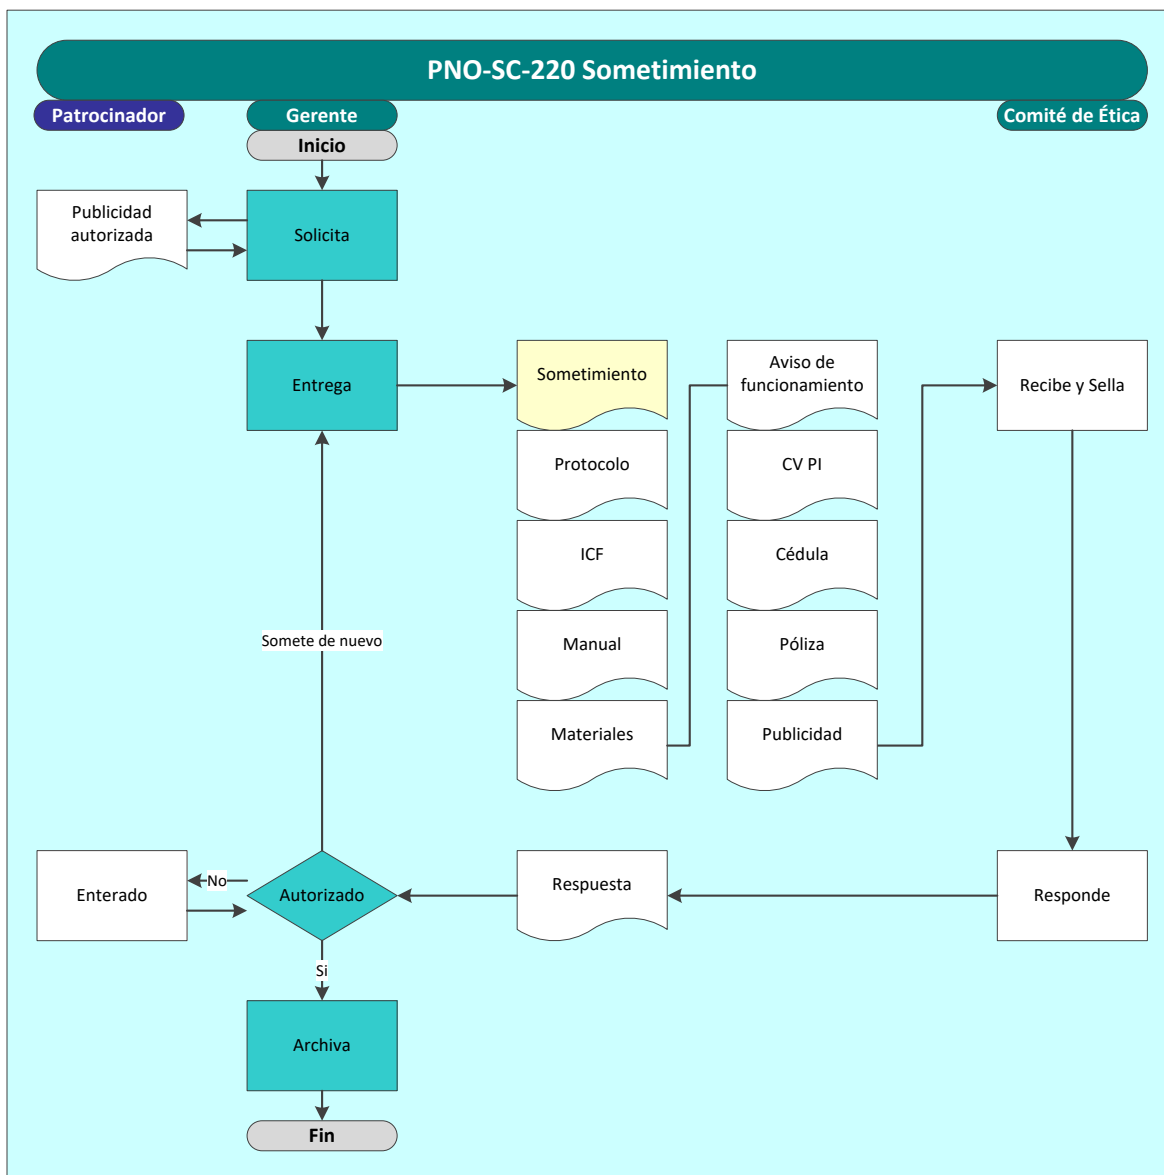 PNO-SC-220 Sometimiento
Patrocinador
Gerente
Comité de Ética
Inicio
Publicidad
autorizada
Solicita
Entrega
Sometimiento
Aviso de
funcionamiento
Recibe y Sella
Protocolo
CV PI
ICF
Cédula
Somete de nuevo
Manual
Póliza
Materiales
Publicidad
Enterado
No
Autorizado
Respuesta
Responde
Si
Archiva
Fin